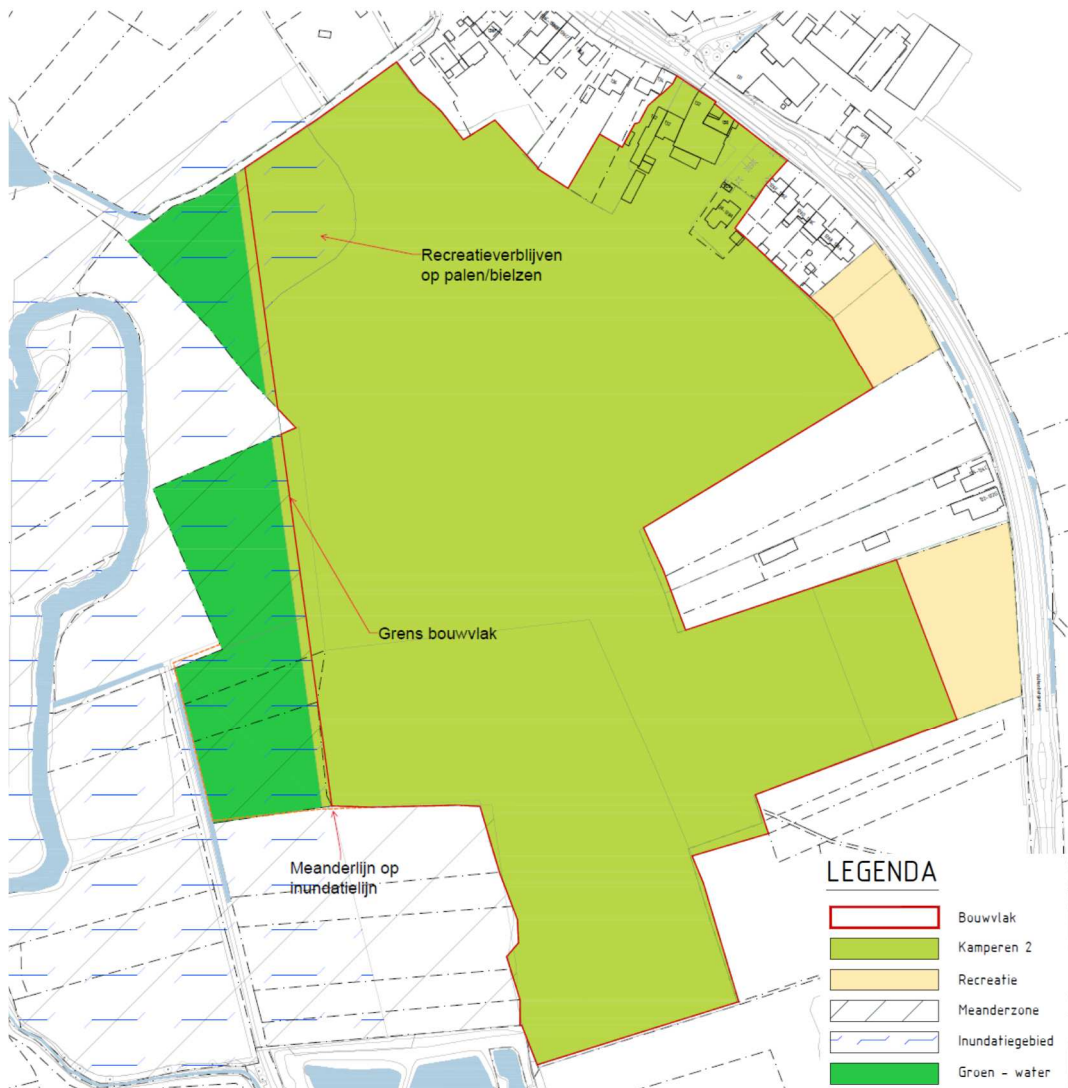 Recreatieverblijven
op palen/bielzen
Grens bouwvlak
Meanderlijn op
inundatielijn
LEGENDA
Bouwvlak
Kamperen 2
Recreatie
Meanderzone
Inundatiegebied
Groen - water